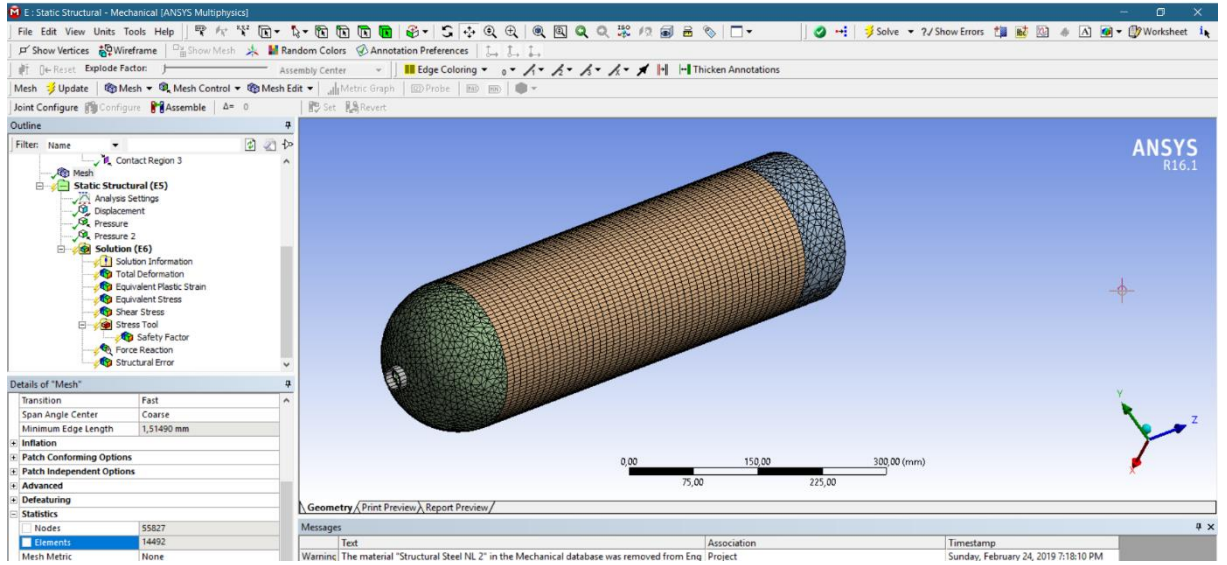 E : Static Structural - Mechanical [ANSYS Multiphysics]
File Edit View Units Tools Help Solve ?/ Show Errors Worksheet
Show Vertices Wireframe Show Mesh Random Colors Annotation Preferences
Reset Explode Factor: Assembly Center Edge Coloring Thicken Annotations
Mesh Update Mesh Mesh Control Mesh Edit Metric Graph Probe
Joint Configure Configure Assemble Δ= 0 Set Revert
Outline
Filter: Name
Contact Region 3
Mesh
Static Structural (E5)
Analysis Settings
Displacement
Pressure
Pressure 2
Solution (E6)
Solution Information
Total Deformation
Equivalent Plastic Strain
Equivalent Stress
Shear Stress
Stress Tool
Safety Factor
Force Reaction
Structural Error
Details of "Mesh"
Transition Fast
Span Angle Center Coarse
Minimum Edge Length 1,51490 mm
Inflation
Patch Conforming Options
Patch Independent Options
Advanced
Defeaturing
Statistics
Nodes 55827
Elements 14492
Mesh Metric None
ANSYS
R16.1
Y
Z
X
0,00 150,00 300,00 (mm)
75,00 225,00
Geometry Print Preview Report Preview
Messages
Text Association Timestamp
Warning The material "Structural Steel NL 2" in the Mechanical database was removed from Eng Project Sunday, February 24, 2019 7:18:10 PM